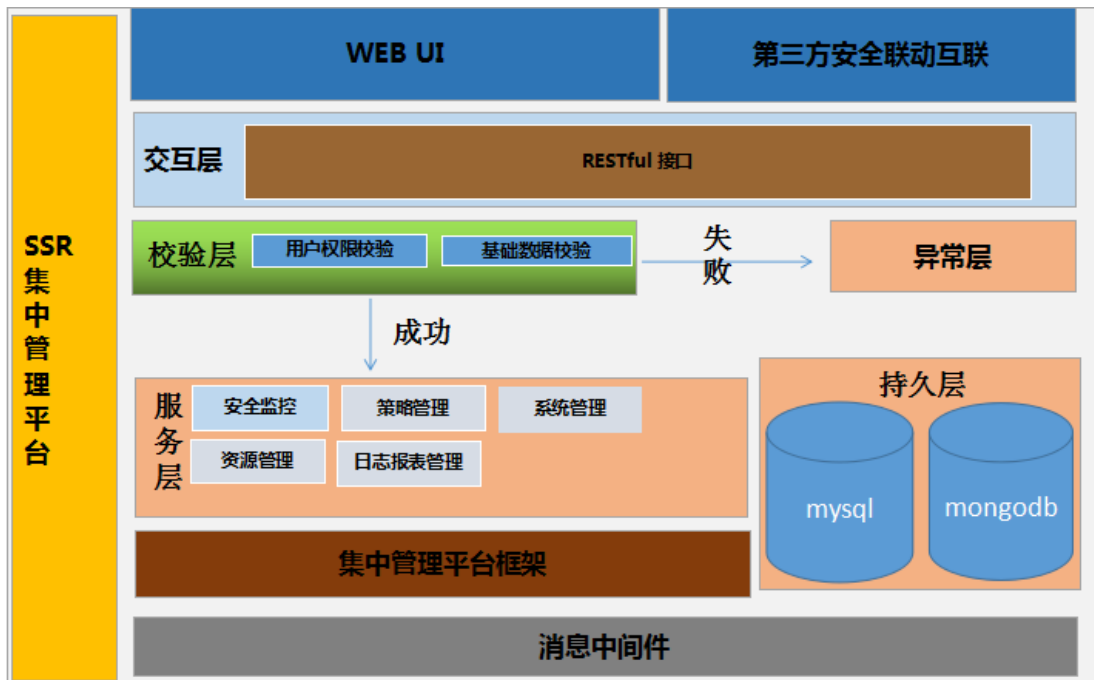 SSR
集
中
管
理
平
台
WEB UI
第三方安全联动互联
交互层
RESTful 接口
校验层
用户权限校验
基础数据校验
失
败
异常层
成功
服
务
层
安全监控
策略管理
系统管理
资源管理
日志报表管理
持久层
mysql
mongodb
集中管理平台框架
消息中间件